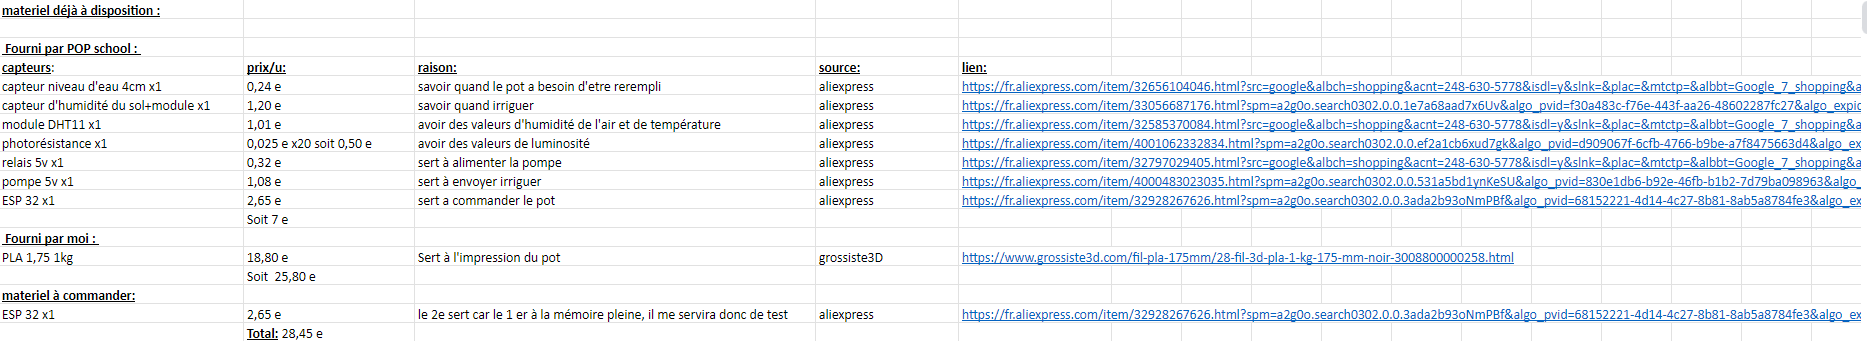 materiel déjà à disposition :
Fourni par POP school :
capteurs: prix/u: raison: source: lien:
capteur niveau d'eau 4cm x1 0,24 e savoir quand le pot a besoin d'etre rerempli aliexpress https://fr.aliexpress.com/item/32656104046.html?src=google&albch=shopping&acnt=248-630-5778&isdl=y&slnk=&plac=&mtctp=&albbt=Google_7_shopping&a
capteur d'humidité du sol+module x1 1,20 e savoir quand irriguer aliexpress https://fr.aliexpress.com/item/33056687176.html?spm=a2g0o.search0302.0.0.1e7a68aad7x6Uv&algo_pvid=f30a483c-f76e-443f-aa26-48602287fc27&algo_expic
module DHT11 x1 1,01 e avoir des valeurs d'humidité de l'air et de température aliexpress https://fr.aliexpress.com/item/32585370084.html?src=google&albch=shopping&acnt=248-630-5778&isdl=y&slnk=&plac=&mtctp=&albbt=Google_7_shopping&a
photorésistance x1 0,025 e x20 soit 0,50 e avoir des valeurs de luminosité aliexpress https://fr.aliexpress.com/item/4001062332834.html?spm=a2g0o.search0302.0.0.ef2a1cb6xud7gk&algo_pvid=d909067f-6cfb-4766-b9be-a7f8475663d4&algo_ex
relais 5v x1 0,32 e sert à alimenter la pompe aliexpress https://fr.aliexpress.com/item/32797029405.html?src=google&albch=shopping&acnt=248-630-5778&isdl=y&slnk=&plac=&mtctp=&albbt=Google_7_shopping&a
pompe 5v x1 1,08 e sert à envoyer irriguer aliexpress https://fr.aliexpress.com/item/4000483023035.html?spm=a2g0o.search0302.0.0.531a5bd1ynKeSU&algo_pvid=830e1db6-b92e-46fb-b1b2-7d79ba098963&algo_
ESP 32 x1 2,65 e sert a commander le pot aliexpress https://fr.aliexpress.com/item/32928267626.html?spm=a2g0o.search0302.0.0.3ada2b93oNmPBf&algo_pvid=68152221-4d14-4c27-8b81-8ab5a8784fe3&algo_ex
Soit 7 e
Fourni par moi :
PLA 1,75 1kg 18,80 e Sert à l'impression du pot grossiste3D https://www.grossiste3d.com/fil-pla-175mm/28-fil-3d-pla-1-kg-175-mm-noir-3008800000258.html
Soit 25,80 e
materiel à commander:
ESP 32 x1 2,65 e le 2e sert car le 1 er à la mémoire pleine, il me servira donc de test aliexpress https://fr.aliexpress.com/item/32928267626.html?spm=a2g0o.search0302.0.0.3ada2b93oNmPBf&algo_pvid=68152221-4d14-4c27-8b81-8ab5a8784fe3&algo_ex
Total: 28,45 e